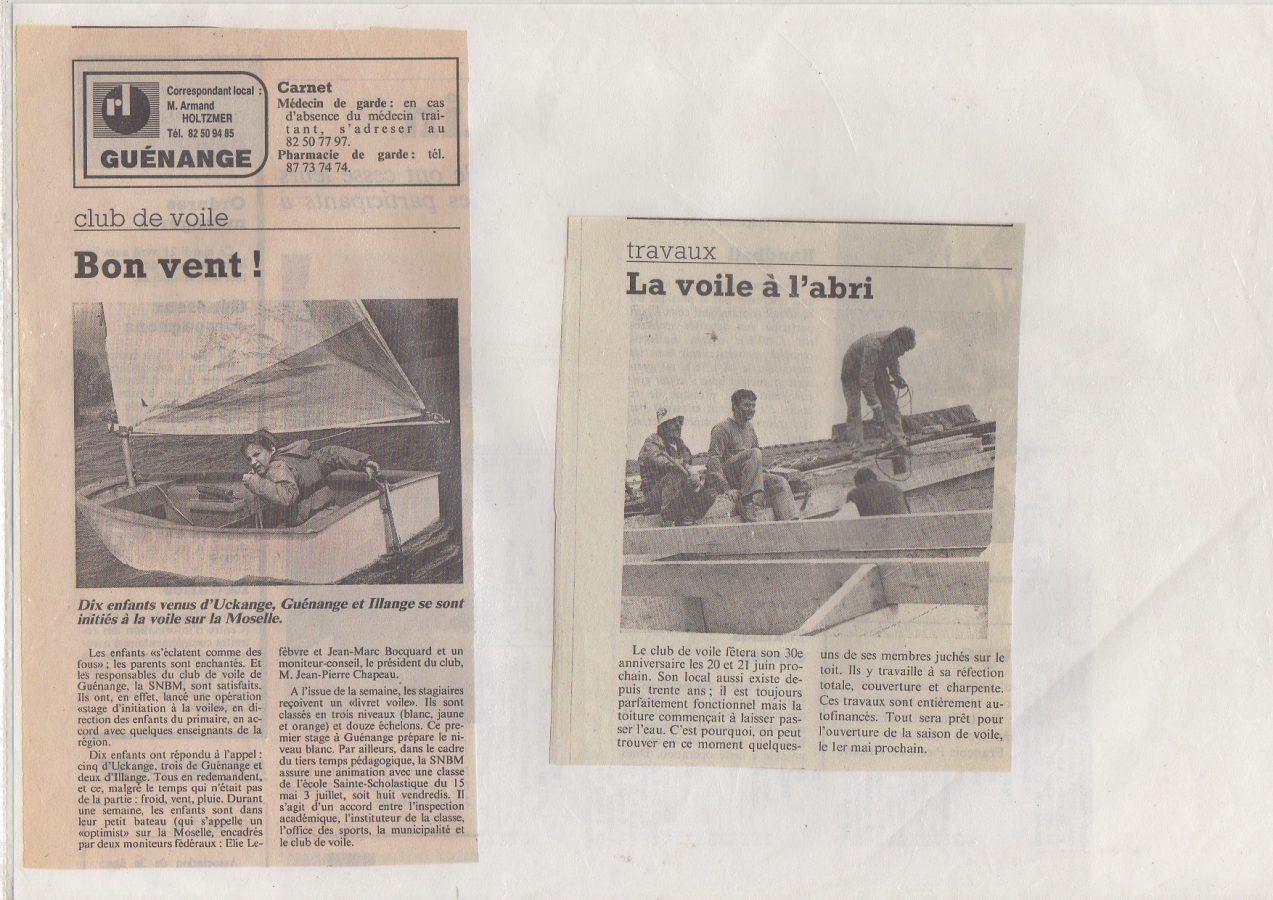 rl
Correspondant local :
M. Armand
HOLTZMER
Tél. 82 50 94 85
GUÉNANGE
Carnet
Médecin de garde : en cas
d'absence du médecin trai-
tant, s'adreser au
82 50 77 97.
Pharmacie de garde : tél.
87 73 74 74.
club de voile
Bon vent !
Dix enfants venus d'Uckange, Guénange et Illange se sont
initiés à la voile sur la Moselle.
Les enfants «s'éclatent comme des
fous» ; les parents sont enchantés. Et
les responsables du club de voile de
Guénange, la SNBM, sont satisfaits.
Ils ont, en effet, lancé une opération
«stage d'initiation à la voile», en di-
rection des enfants du primaire, en ac-
cord avec quelques enseignants de la
région.
Dix enfants ont répondu à l'appel :
cinq d'Uckange, trois de Guénange et
deux d'Illange. Tous en redemandent,
et ce, malgré le temps qui n'était pas
de la partie : froid, vent, pluie. Durant
une semaine, les enfants sont dans
leur petit bateau (qui s'appelle un
«optimist» sur la Moselle, encadrés
par deux moniteurs fédéraux : Elie Le-
fèbvre et Jean-Marc Bocquard et un
moniteur-conseil, le président du club,
M. Jean-Pierre Chapeau.
A l'issue de la semaine, les stagiaires
reçoivent un «livret voile». Ils sont
classés en trois niveaux (blanc, jaune
et orange) et douze échelons. Ce pre-
mier stage à Guénange prépare le ni-
veau blanc. Par ailleurs, dans le cadre
du tiers temps pédagogique, la SNBM
assure une animation avec une classe
de l'école Sainte-Scholastique du 15
mai 3 juillet, soit huit vendredis. Il
s'agit d'un accord entre l'inspection
académique, l'instituteur de la classe,
l'office des sports, la municipalité et
le club de voile.
travaux
La voile à l'abri
Le club de voile fêtera son 30e
anniversaire les 20 et 21 juin pro-
chain. Son local aussi existe de-
puis trente ans ; il est toujours
parfaitement fonctionnel mais la
toiture commençait à laisser pas-
ser l'eau. C'est pourquoi, on peut
trouver en ce moment quelques-
uns de ses membres juchés sur le
toit. Ils y travaille à sa réfection
totale, couverture et charpente.
Ces travaux sont entièrement au-
tofinancés. Tout sera prêt pour
l'ouverture de la saison de voile,
le 1er mai prochain.